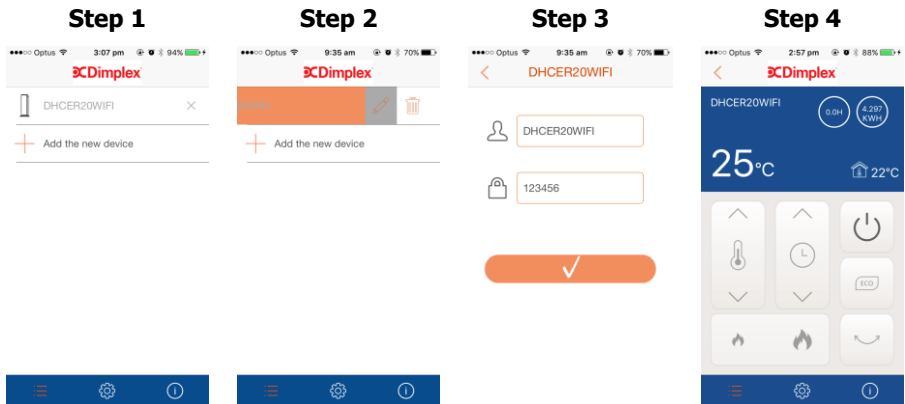 Step 1
Step 2
Step 3
Step 4
Optus 3:07 pm 94%
Dimplex
DHCER20WIFI
Add the new device
Optus 9:35 am 70%
Dimplex
Add the new device
Optus 9:35 am 70%
DHCER20WIFI
DHCER20WIFI
123456
Optus 2:57 pm 88%
Dimplex
DHCER20WIFI
0.0H
4.297
KWH
25°C
22°C
ECO